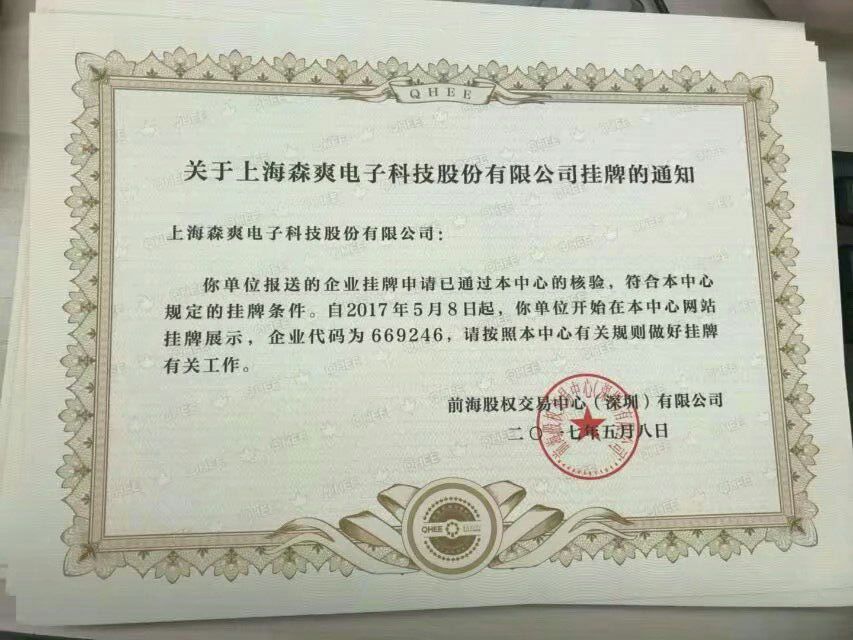 QHEE
关于上海森爽电子科技股份有限公司挂牌的通知
上海森爽电子科技股份有限公司：
你单位报送的企业挂牌申请已通过本中心的核验，符合本中心
规定的挂牌条件。自2017年5月8日起，你单位开始在本中心网站
挂牌展示，企业代码为669246，请按照本中心有关规则做好挂牌
有关工作。
前海股权交易中心（深圳）有限公司
二〇一七年五月八日
QHEE